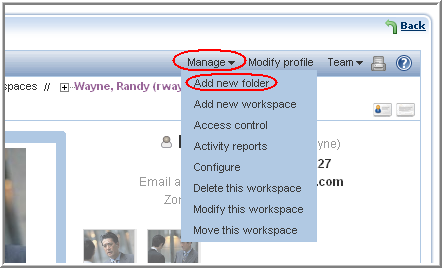 Back
Manage Modify profile Team
spaces // Wayne, Randy (rway
Add new folder
Add new workspace
Access control
Activity reports
yne)
Configure
27
Email a
.com
Delete this workspace
Zon
Modify this workspace
Move this workspace